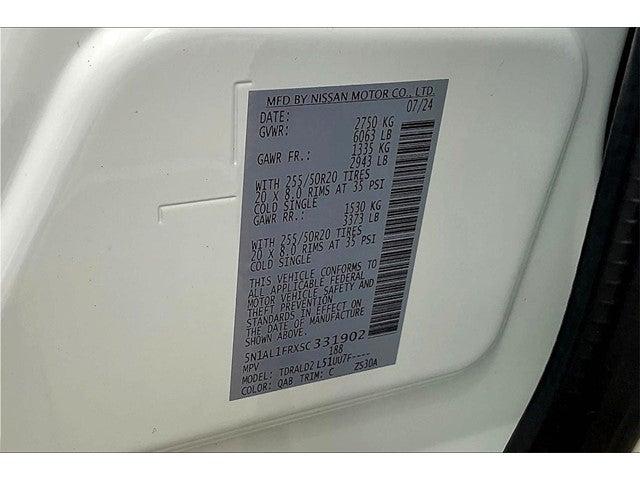 MFD BY NISSAN MOTOR CO., LTD.
DATE: 07/24
GVWR: 2750 KG
6063 LB
GAWR FR.: 1335 KG
2943 LB
WITH 255/50R20 TIRES
20 X 8.0 RIMS AT 35 PSI
COLD SINGLE
GAWR RR.: 1530 KG
3373 LB
WITH 255/50R20 TIRES
20 X 8.0 RIMS AT 35 PSI
COLD SINGLE
THIS VEHICLE CONFORMS TO
ALL APPLICABLE FEDERAL
MOTOR VEHICLE SAFETY AND
THEFT PREVENTION
STANDARDS IN EFFECT ON
THE DATE OF MANUFACTURE
SHOWN ABOVE.
5N1AL1FRXSC331902
MPV 188
MODEL: TDRALD2 L51UU7F----
COLOR: QAB TRIM: C ZS30A